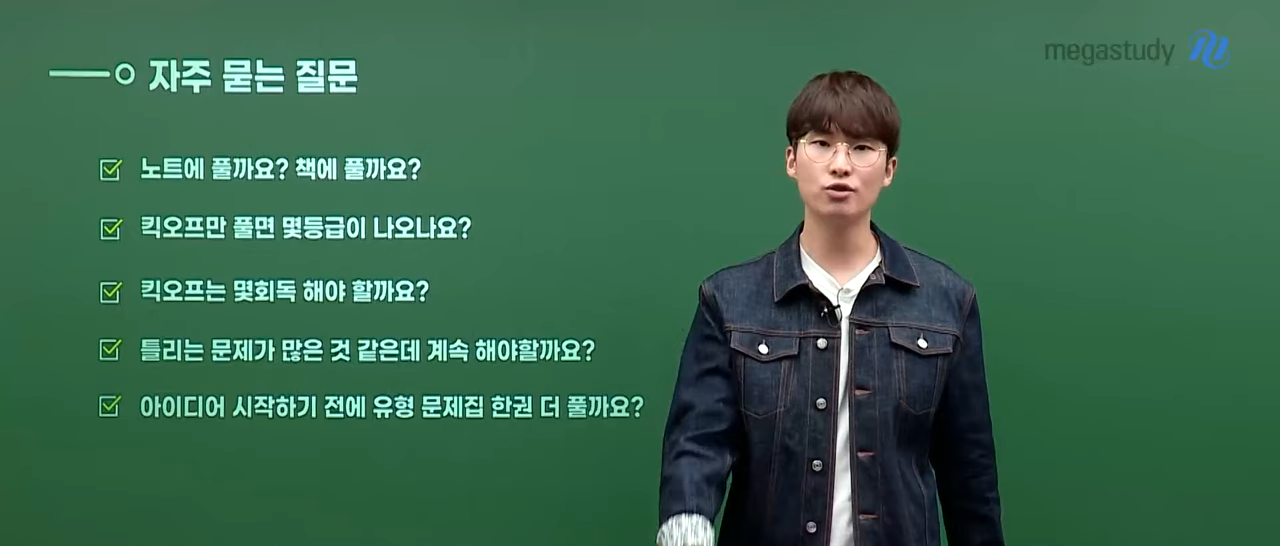 megastudy
자주 묻는 질문
노트에 풀까요? 책에 풀까요?
킥오프만 풀면 몇등급이 나오나요?
킥오프는 몇회독 해야 할까요?
틀리는 문제가 많은 것 같은데 계속 해야할까요?
아이디어 시작하기 전에 유형 문제집 한권 더 풀까요?